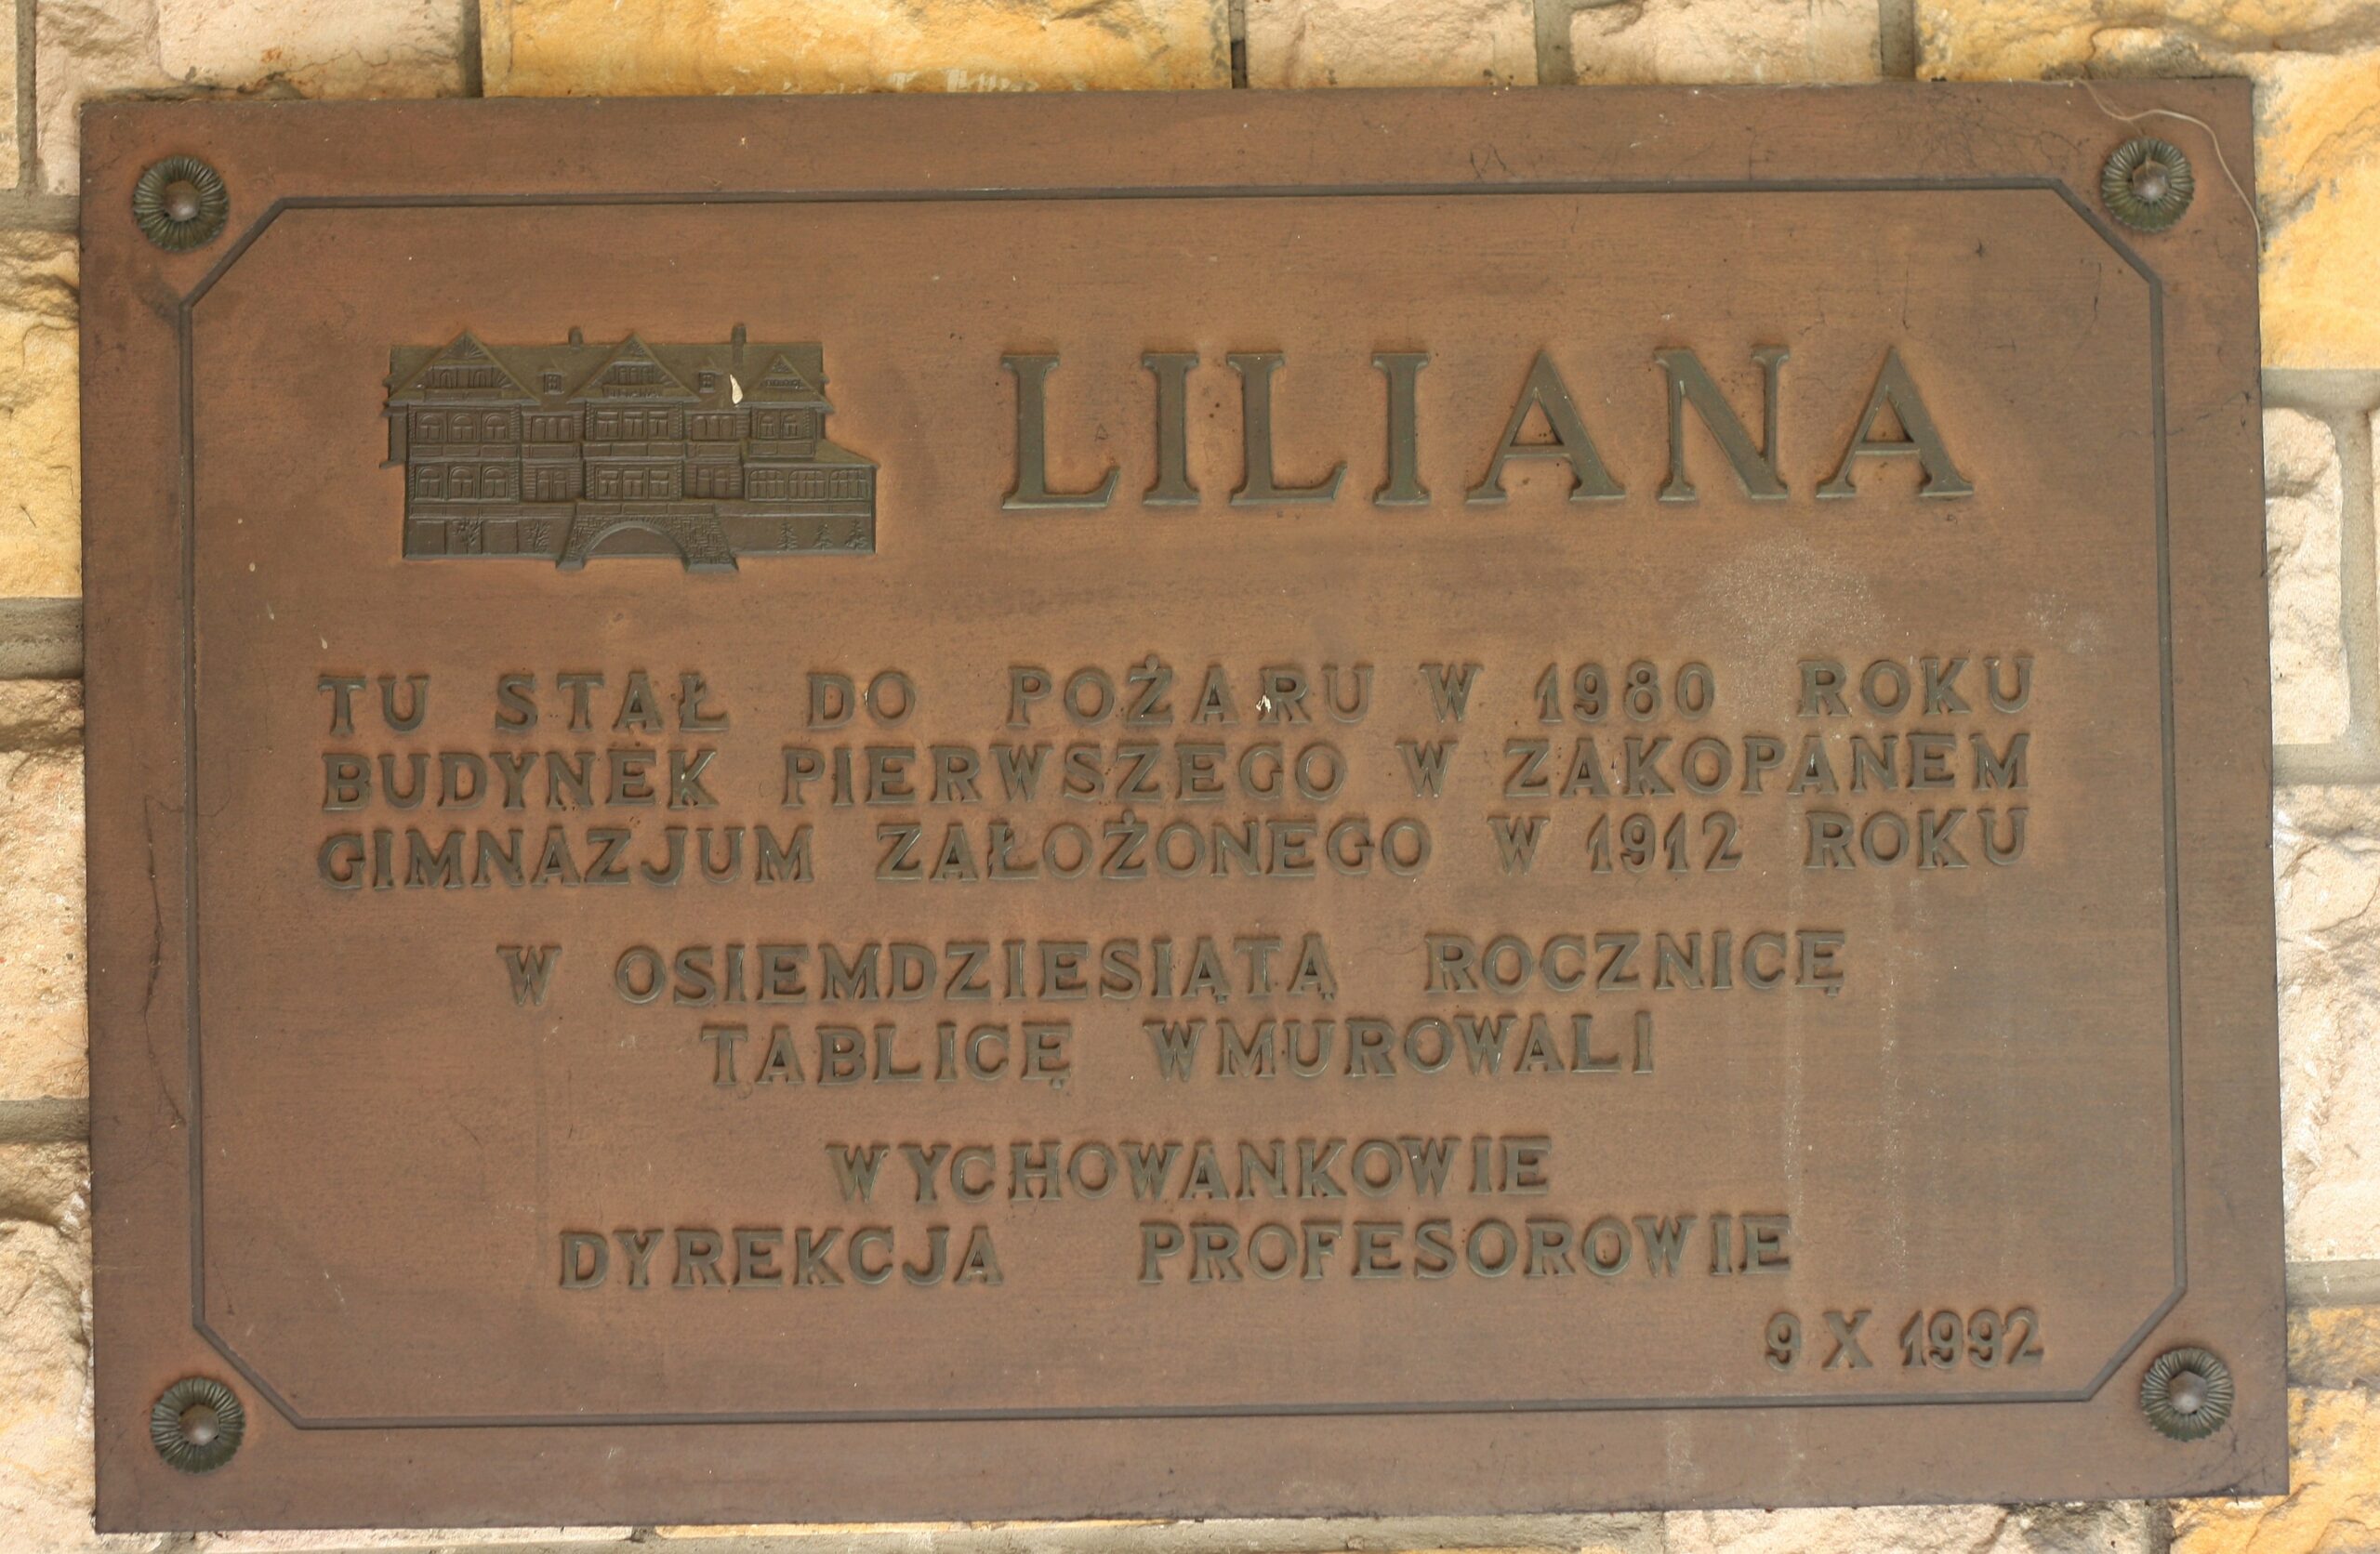 LILIANA
TU STAŁ DO POŻARU W 1980 ROKU
BUDYNEK PIERWSZEGO W ZAKOPANEM
GIMNAZJUM ZAŁOŻONEGO W 1912 ROKU
W OSIEMDZIESIĄTĄ ROCZNICĘ
TABLICĘ WMUROWALI
WYCHOWANKOWIE
DYREKCJA PROFESOROWIE
9 X 1992